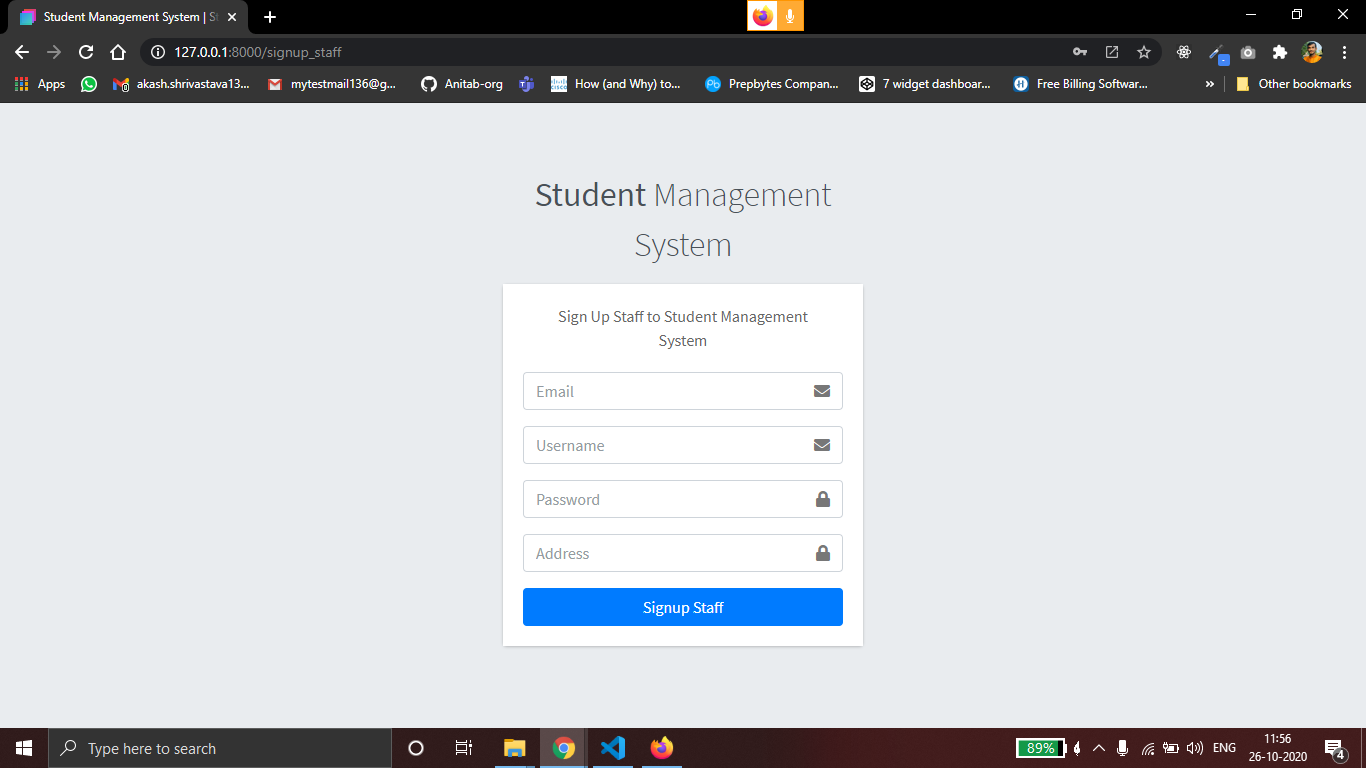 Student Management System | St
127.0.0.1:8000/signup_staff
Apps
akash.shrivastava13...
mytestmail136@g...
Anitab-org
How (and Why) to...
Prepbytes Compan...
7 widget dashboar...
Free Billing Softwar...
»
Other bookmarks
Student Management
System
Sign Up Staff to Student Management
System
Email
Username
Password
Address
Signup Staff
Type here to search
89%
ENG
11:56
26-10-2020
4